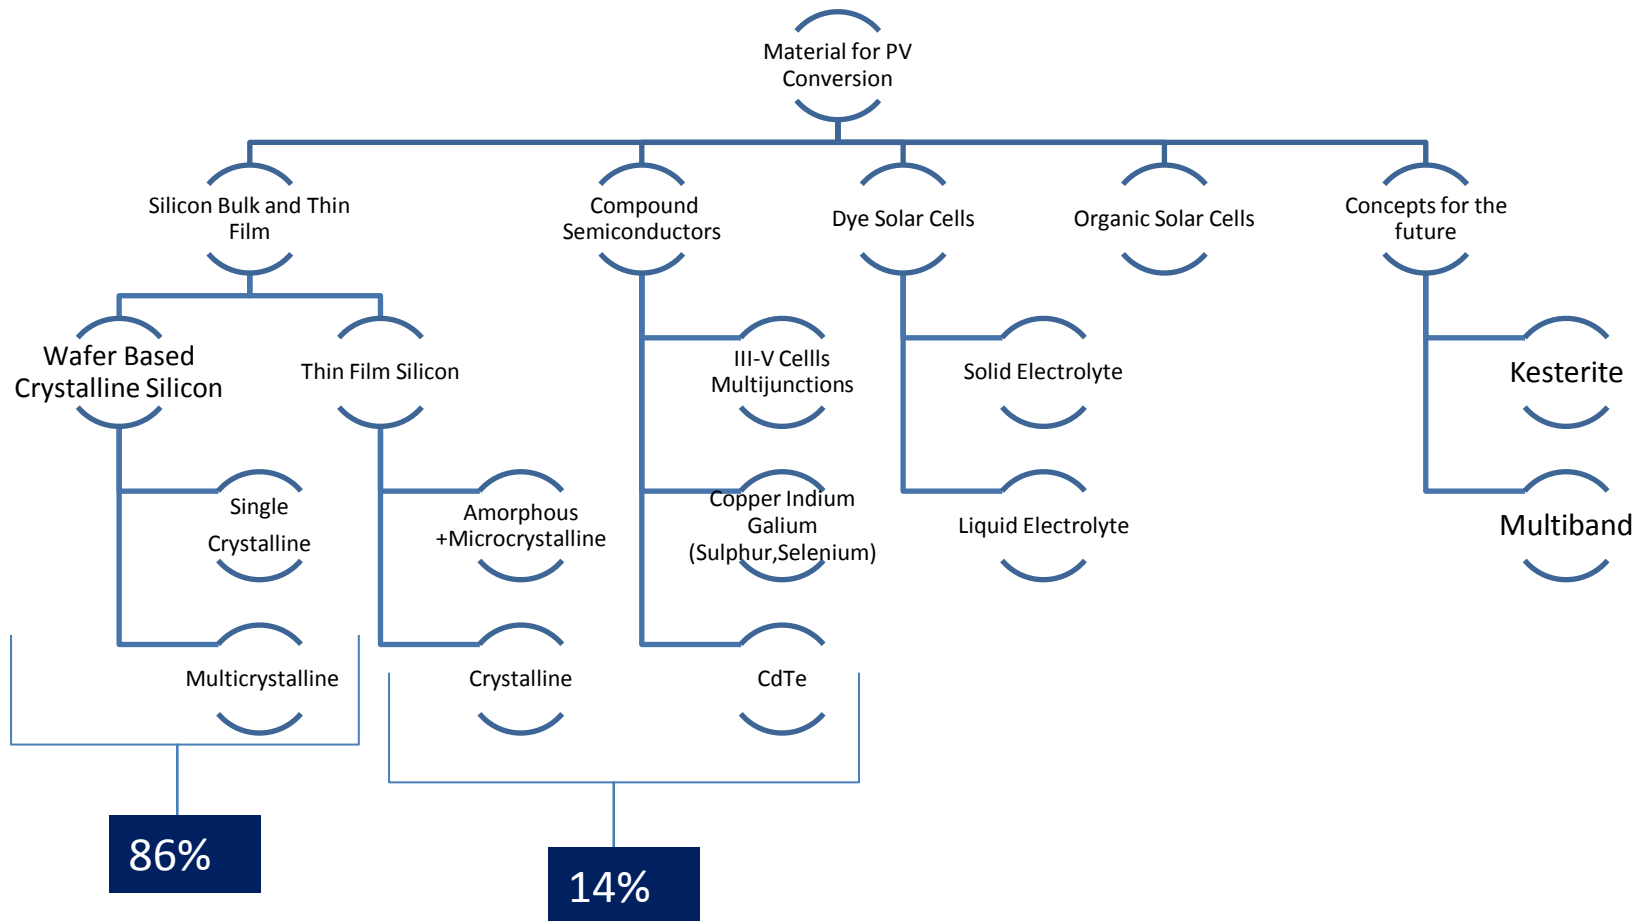 Material for PV
Conversion
Silicon Bulk and Thin
Film
Compound
Semiconductors
Dye Solar Cells
Organic Solar Cells
Concepts for the
future
Wafer Based
Crystalline Silicon
Thin Film Silicon
III-V Cellls
Multijunctions
Solid Electrolyte
Kesterite
Single
Crystalline
Amorphous
+Microcrystalline
Copper Indium
Galium
(Sulphur,Selenium)
Liquid Electrolyte
Multiband
Multicrystalline
Crystalline
CdTe
86%
14%